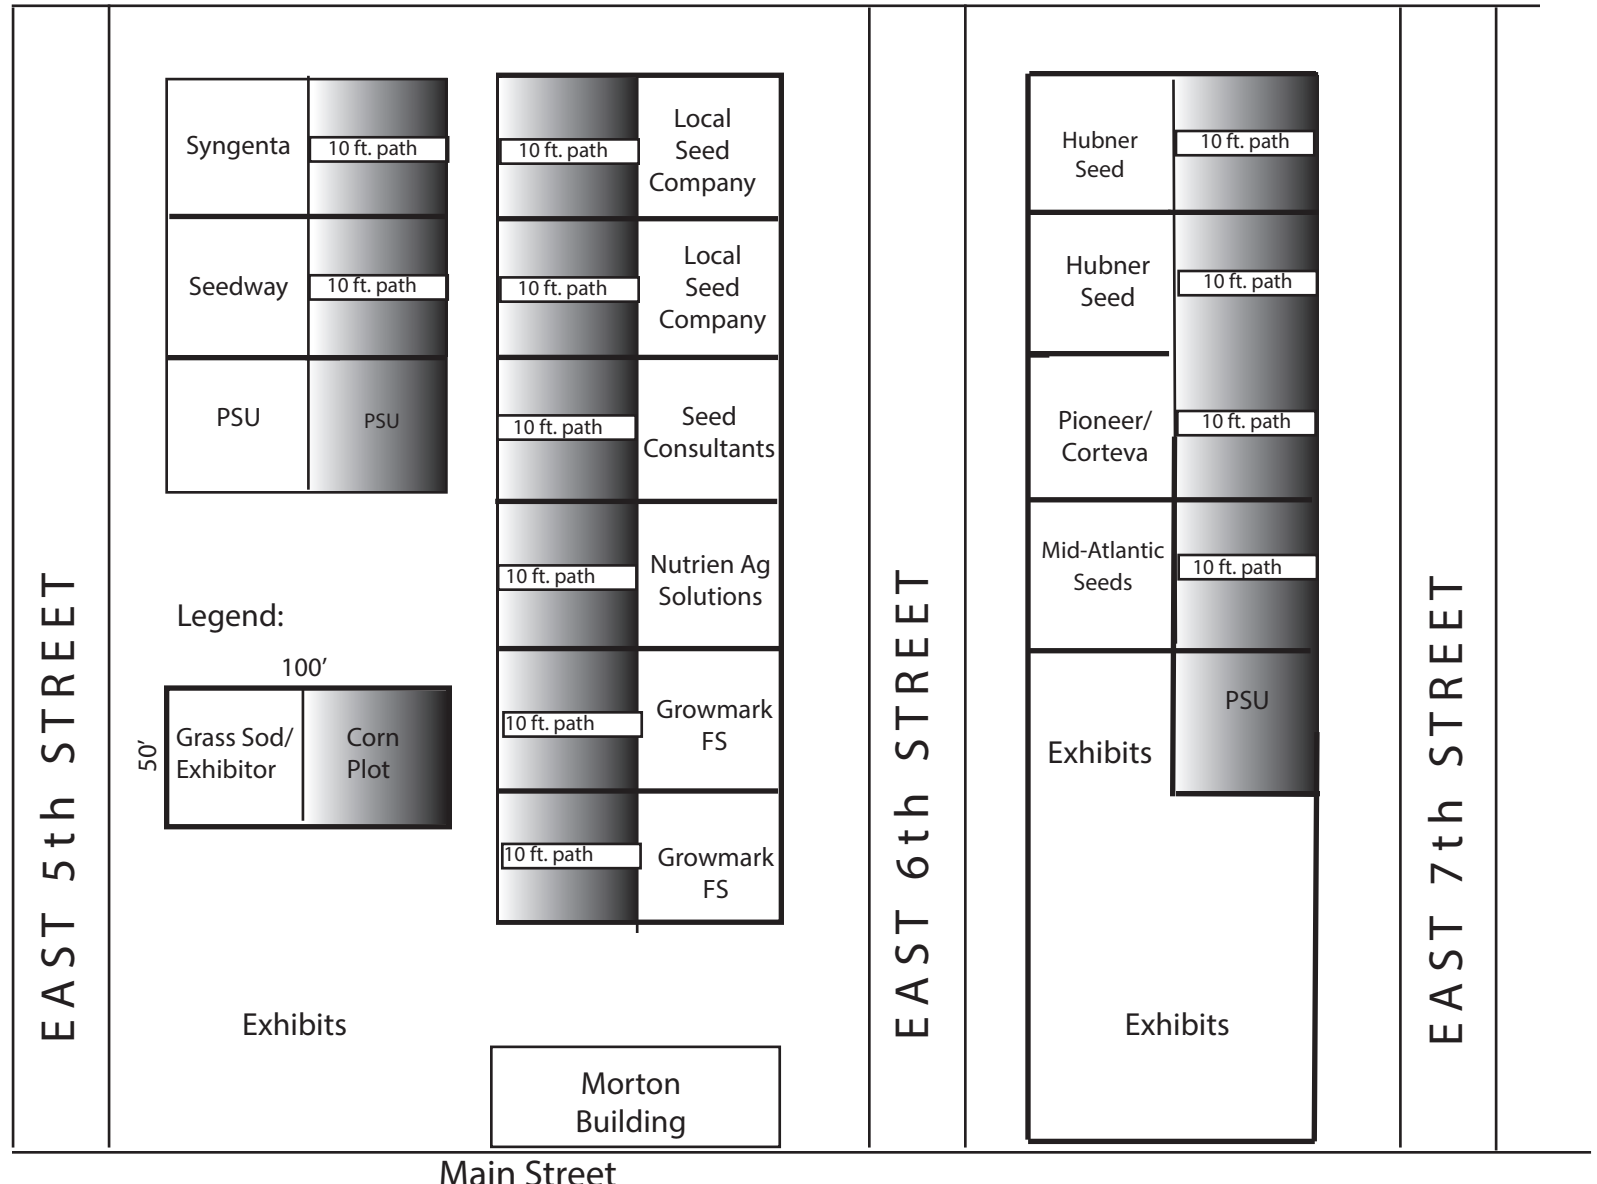 Syngenta
10 ft. path
Seedway
10 ft. path
PSU
PSU
Legend:
100’
50’
Grass Sod/
Exhibitor
Corn
Plot
Exhibits
EAST 5th STREET
10 ft. path
Local
Seed
Company
10 ft. path
Local
Seed
Company
10 ft. path
Seed
Consultants
10 ft. path
Nutrien Ag
Solutions
10 ft. path
Growmark
FS
10 ft. path
Growmark
FS
Morton
Building
EAST 6th STREET
Hubner
Seed
10 ft. path
Hubner
Seed
10 ft. path
Pioneer/
Corteva
10 ft. path
Mid-Atlantic
Seeds
10 ft. path
PSU
Exhibits
Exhibits
EAST 7th STREET
Main Street